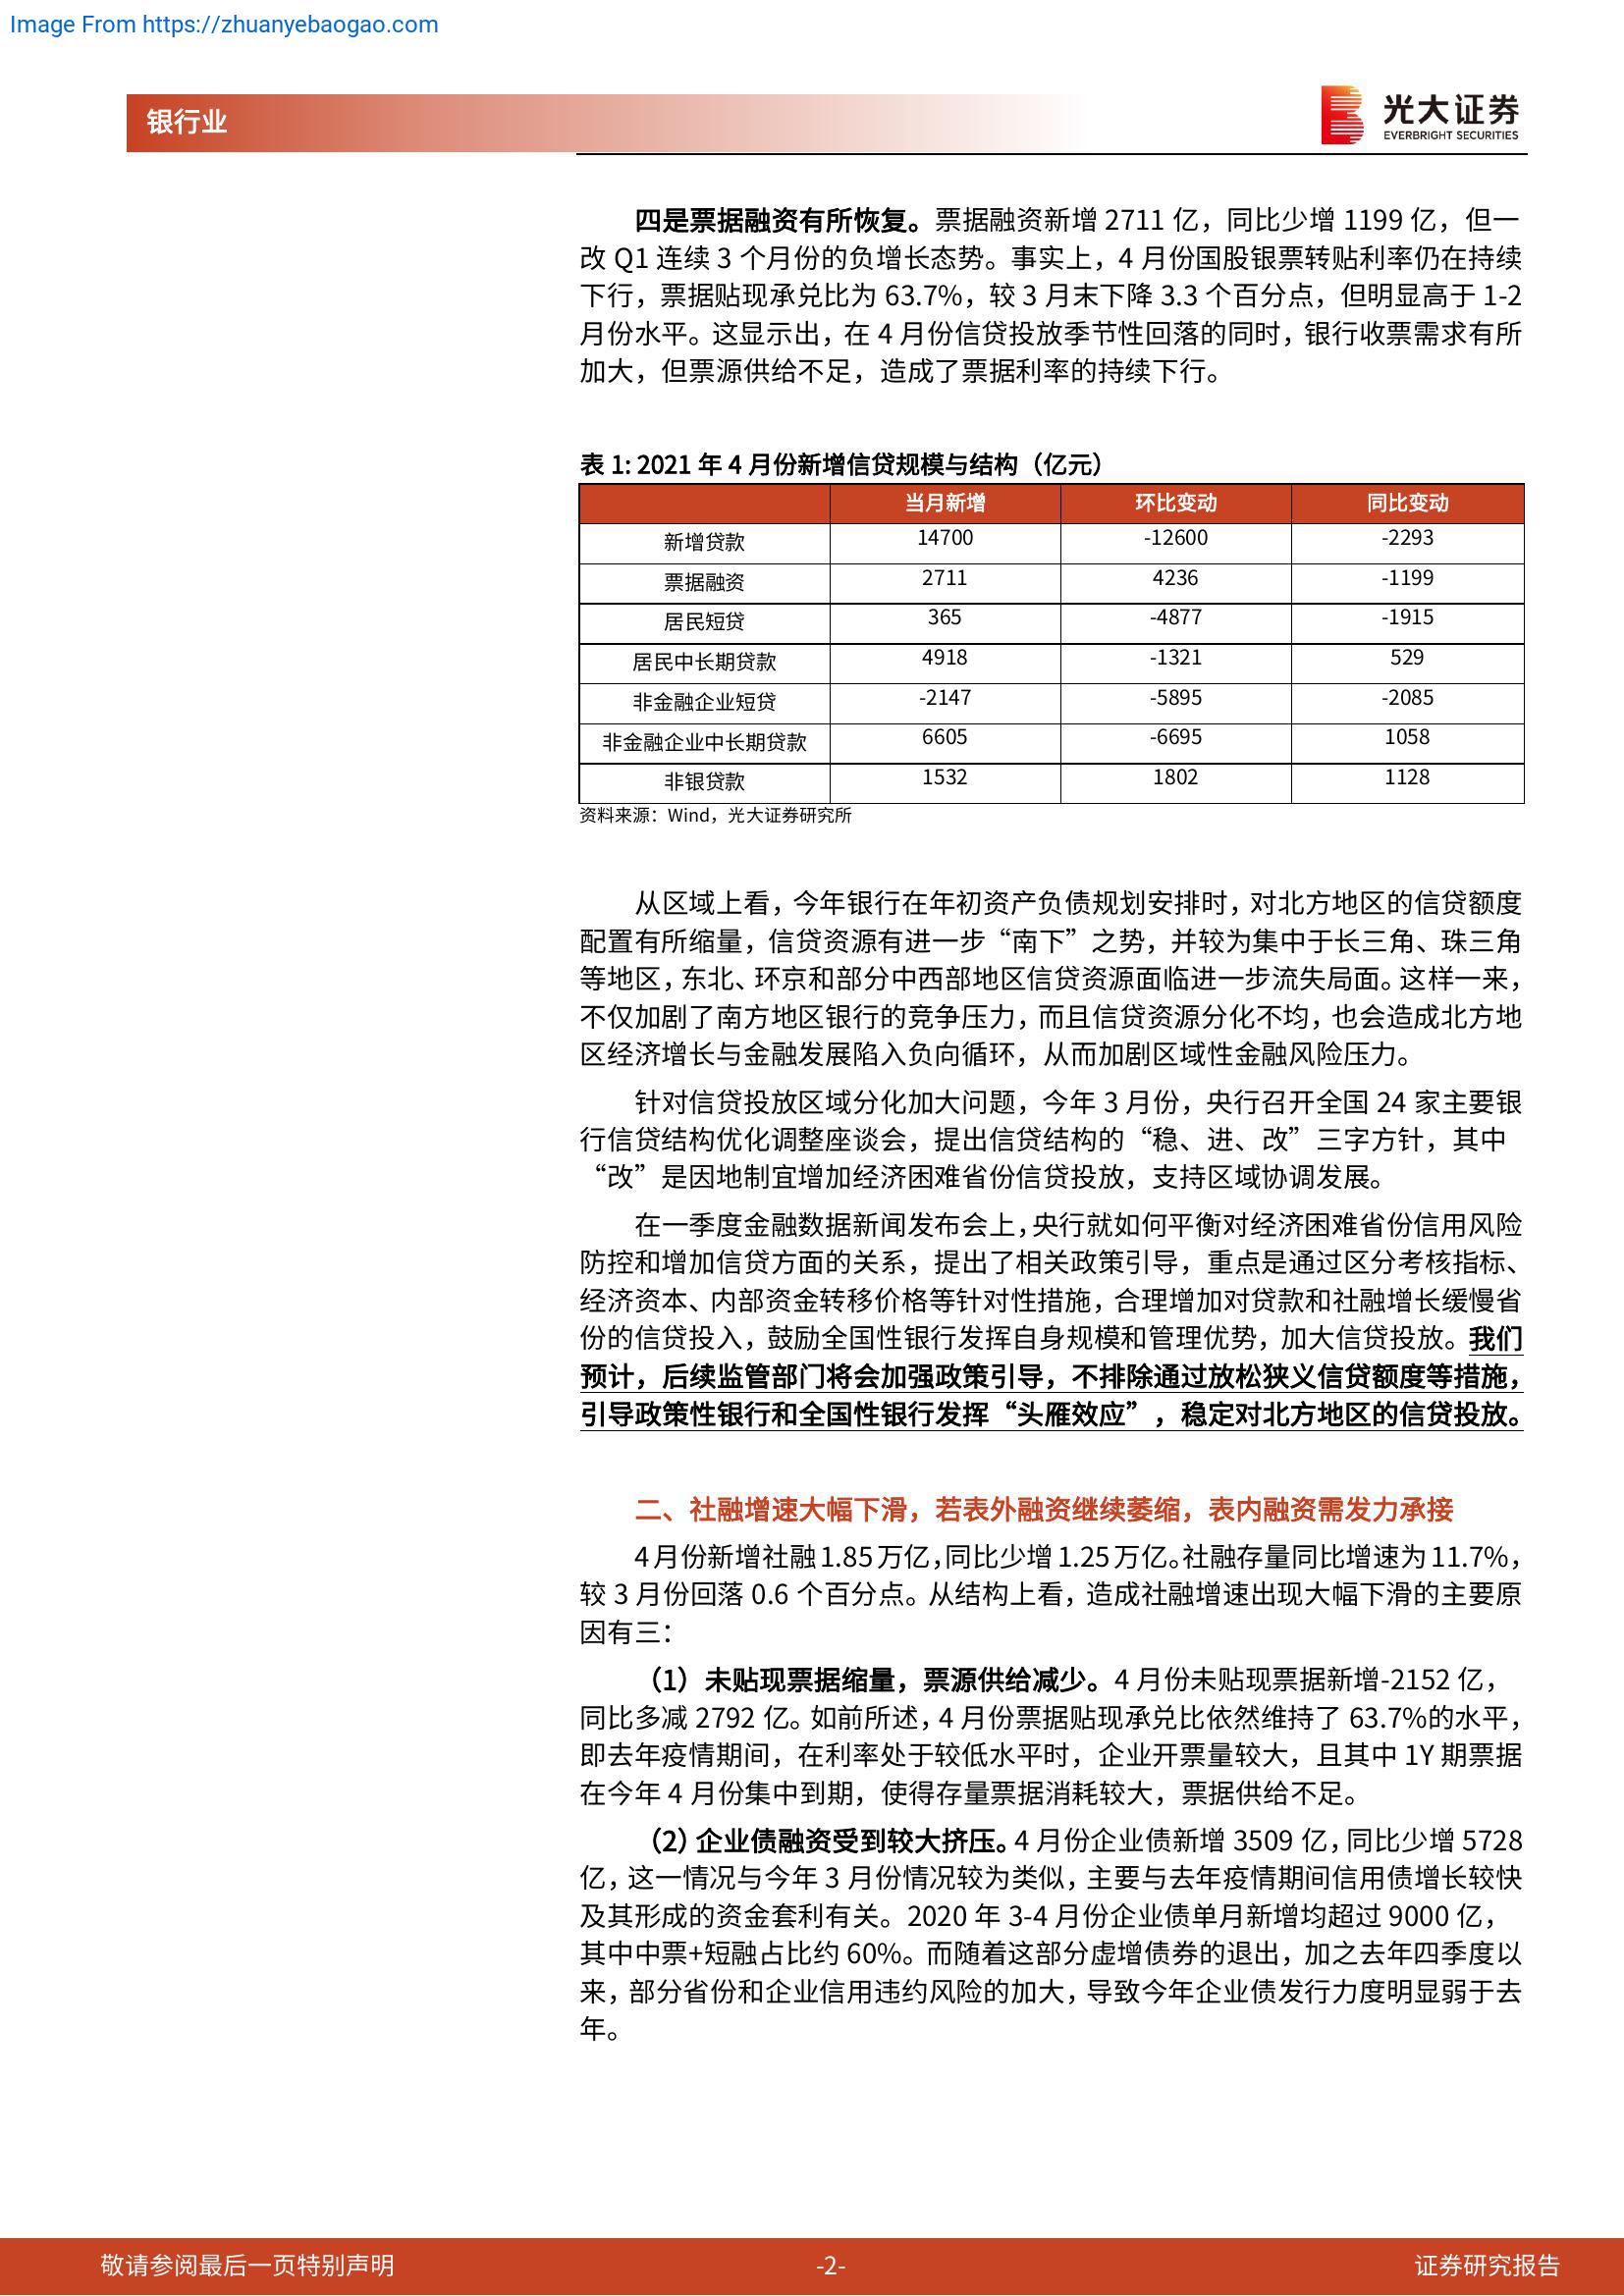 Image From https://zhuanyebaogao.com
银行业
光大证券
EVERBRIGHT SECURITIES
四是票据融资有所恢复。票据融资新增 2711 亿，同比少增 1199 亿，但一
改 Q1 连续 3 个月份的负增长态势。事实上，4 月份国股银票转贴利率仍在持续
下行，票据贴现承兑比为 63.7%，较 3 月末下降 3.3 个百分点，但明显高于 1-2
月份水平。这显示出，在 4 月份信贷投放季节性回落的同时，银行收票需求有所
加大，但票源供给不足，造成了票据利率的持续下行。
表 1: 2021 年 4 月份新增信贷规模与结构（亿元）
当月新增 环比变动 同比变动
新增贷款 14700 -12600 -2293
票据融资 2711 4236 -1199
居民短贷 365 -4877 -1915
居民中长期贷款 4918 -1321 529
非金融企业短贷 -2147 -5895 -2085
非金融企业中长期贷款 6605 -6695 1058
非银贷款 1532 1802 1128
资料来源：Wind，光大证券研究所
从区域上看，今年银行在年初资产负债规划安排时，对北方地区的信贷额度
配置有所缩量，信贷资源有进一步“南下”之势，并较为集中于长三角、珠三角
等地区，东北、环京和部分中西部地区信贷资源面临进一步流失局面。这样一来，
不仅加剧了南方地区银行的竞争压力，而且信贷资源分化不均，也会造成北方地
区经济增长与金融发展陷入负向循环，从而加剧区域性金融风险压力。
针对信贷投放区域分化加大问题，今年 3 月份，央行召开全国 24 家主要银
行信贷结构优化调整座谈会，提出信贷结构的“稳、进、改”三字方针，其中
“改”是因地制宜增加经济困难省份信贷投放，支持区域协调发展。
在一季度金融数据新闻发布会上，央行就如何平衡对经济困难省份信用风险
防控和增加信贷方面的关系，提出了相关政策引导，重点是通过区分考核指标、
经济资本、内部资金转移价格等针对性措施，合理增加对贷款和社融增长缓慢省
份的信贷投入，鼓励全国性银行发挥自身规模和管理优势，加大信贷投放。我们
预计，后续监管部门将会加强政策引导，不排除通过放松狭义信贷额度等措施，
引导政策性银行和全国性银行发挥“头雁效应”，稳定对北方地区的信贷投放。
二、社融增速大幅下滑，若表外融资继续萎缩，表内融资需发力承接
4 月份新增社融 1.85 万亿，同比少增 1.25 万亿。社融存量同比增速为 11.7%，
较 3 月份回落 0.6 个百分点。从结构上看，造成社融增速出现大幅下滑的主要原
因有三：
（1）未贴现票据缩量，票源供给减少。4 月份未贴现票据新增-2152 亿，
同比多减 2792 亿。如前所述，4 月份票据贴现承兑比依然维持了 63.7%的水平，
即去年疫情期间，在利率处于较低水平时，企业开票量较大，且其中 1Y 期票据
在今年 4 月份集中到期，使得存量票据消耗较大，票据供给不足。
（2）企业债融资受到较大挤压。4 月份企业债新增 3509 亿，同比少增 5728
亿，这一情况与今年 3 月份情况较为类似，主要与去年疫情期间信用债增长较快
及其形成的资金套利有关。2020 年 3-4 月份企业债单月新增均超过 9000 亿，
其中中票+短融占比约 60%。而随着这部分虚增债券的退出，加之去年四季度以
来，部分省份和企业信用违约风险的加大，导致今年企业债发行力度明显弱于去
年。
敬请参阅最后一页特别声明 -2- 证券研究报告